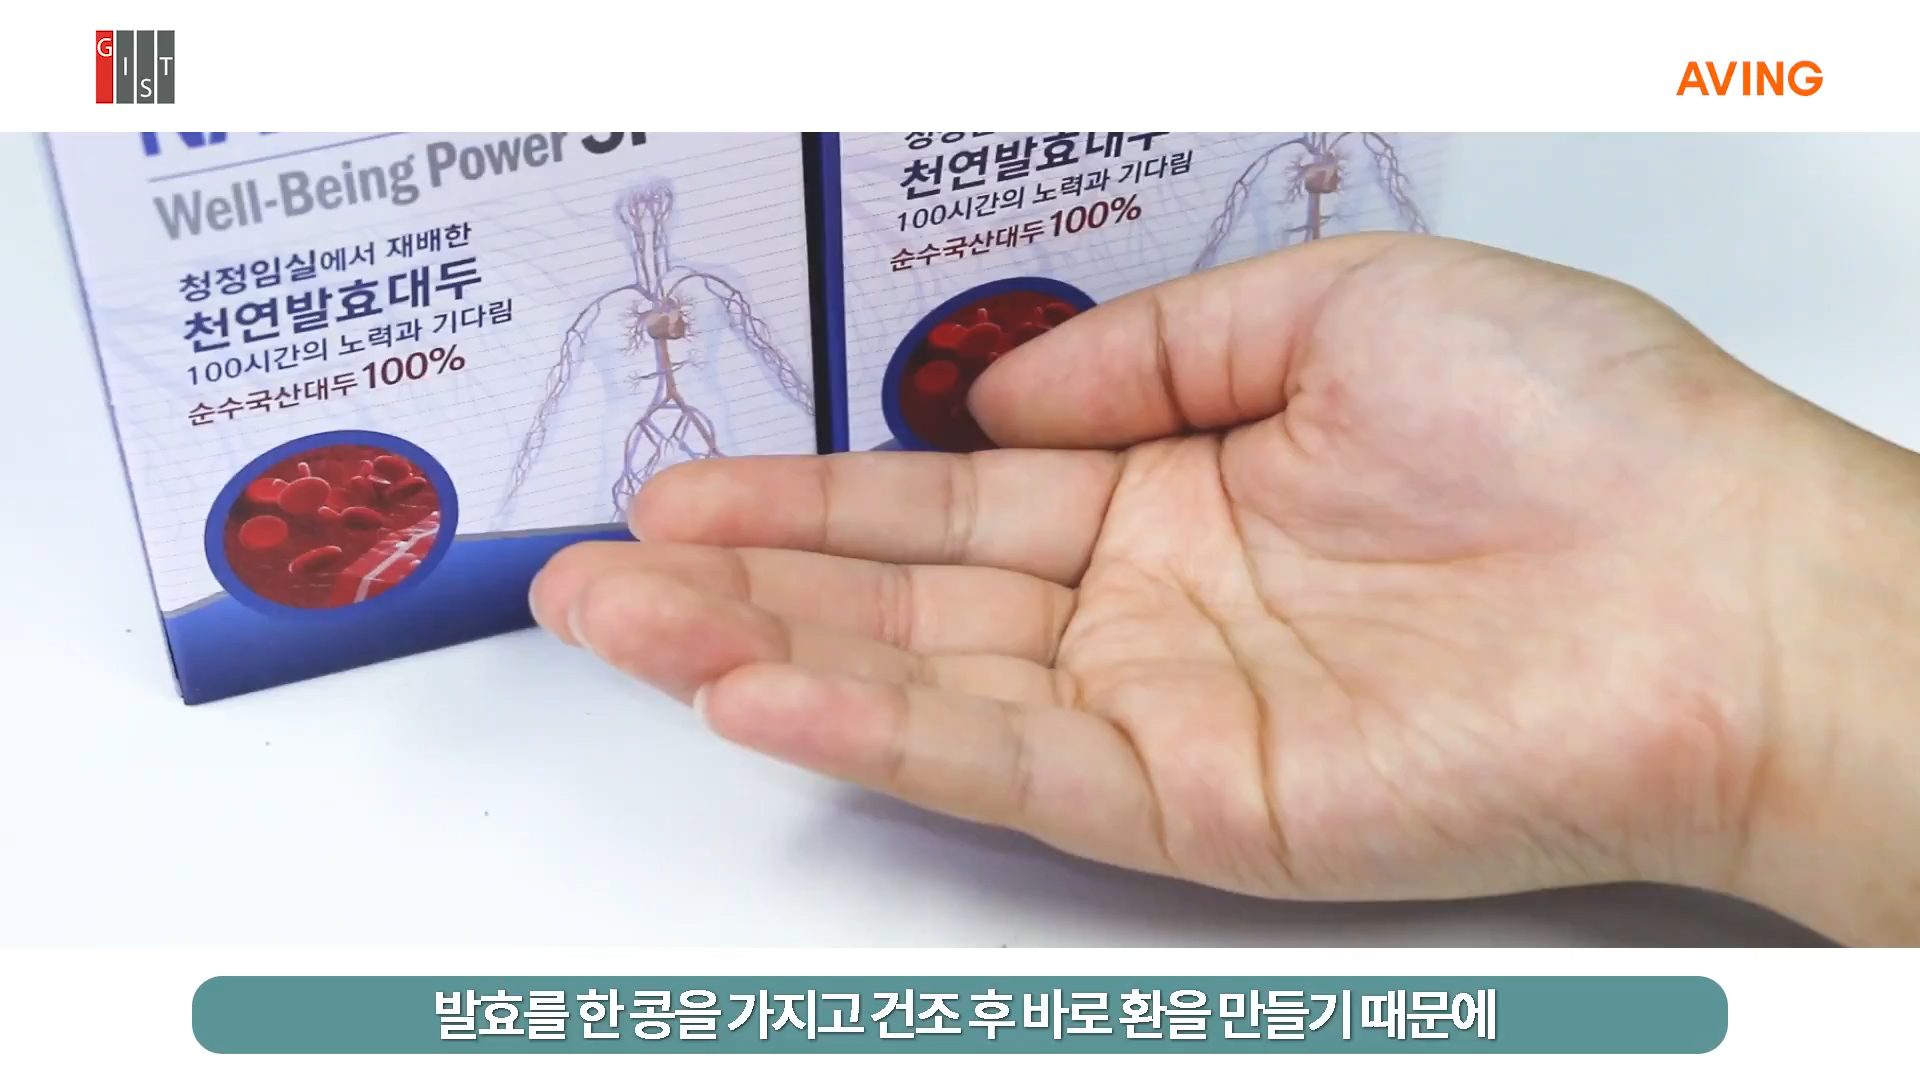 GIST
AVING
Well-Being Power
청정임실에서 재배한
천연발효대두
100시간의 노력과 기다림
순수국산대두100%
천연발효대두
100시간의 노력과 기다림
순수국산대두100%
발효를 한 콩을 가지고 건조 후 바로 환을 만들기 때문에